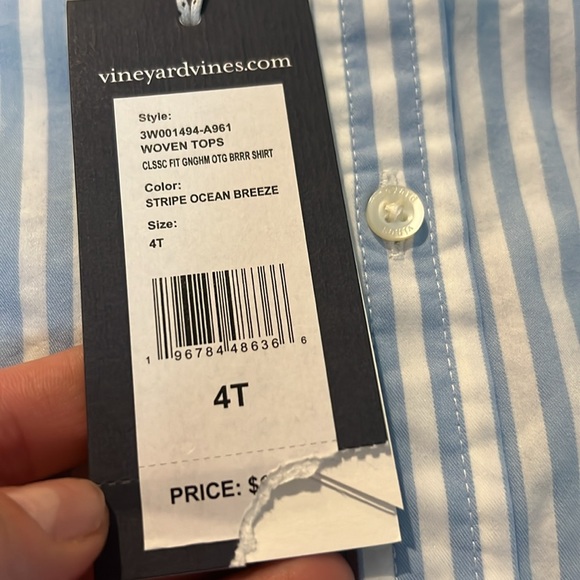 vineyardvines.com
Style:
3W001494-A961
WOVEN TOPS
CLSSC FIT GNGHM OTG BRRR SHIRT
Color:
STRIPE OCEAN BREEZE
Size:
4T
1 96784 48636 6
4T
PRICE: $